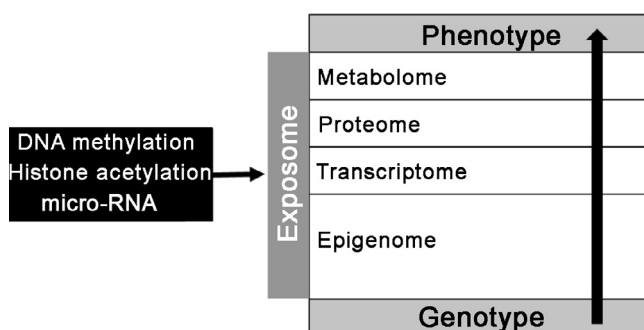 Phenotype
Metabolome
Proteome
Transcriptome
Epigenome
Genotype
Exposome
DNA methylation
Histone acetylation
micro-RNA